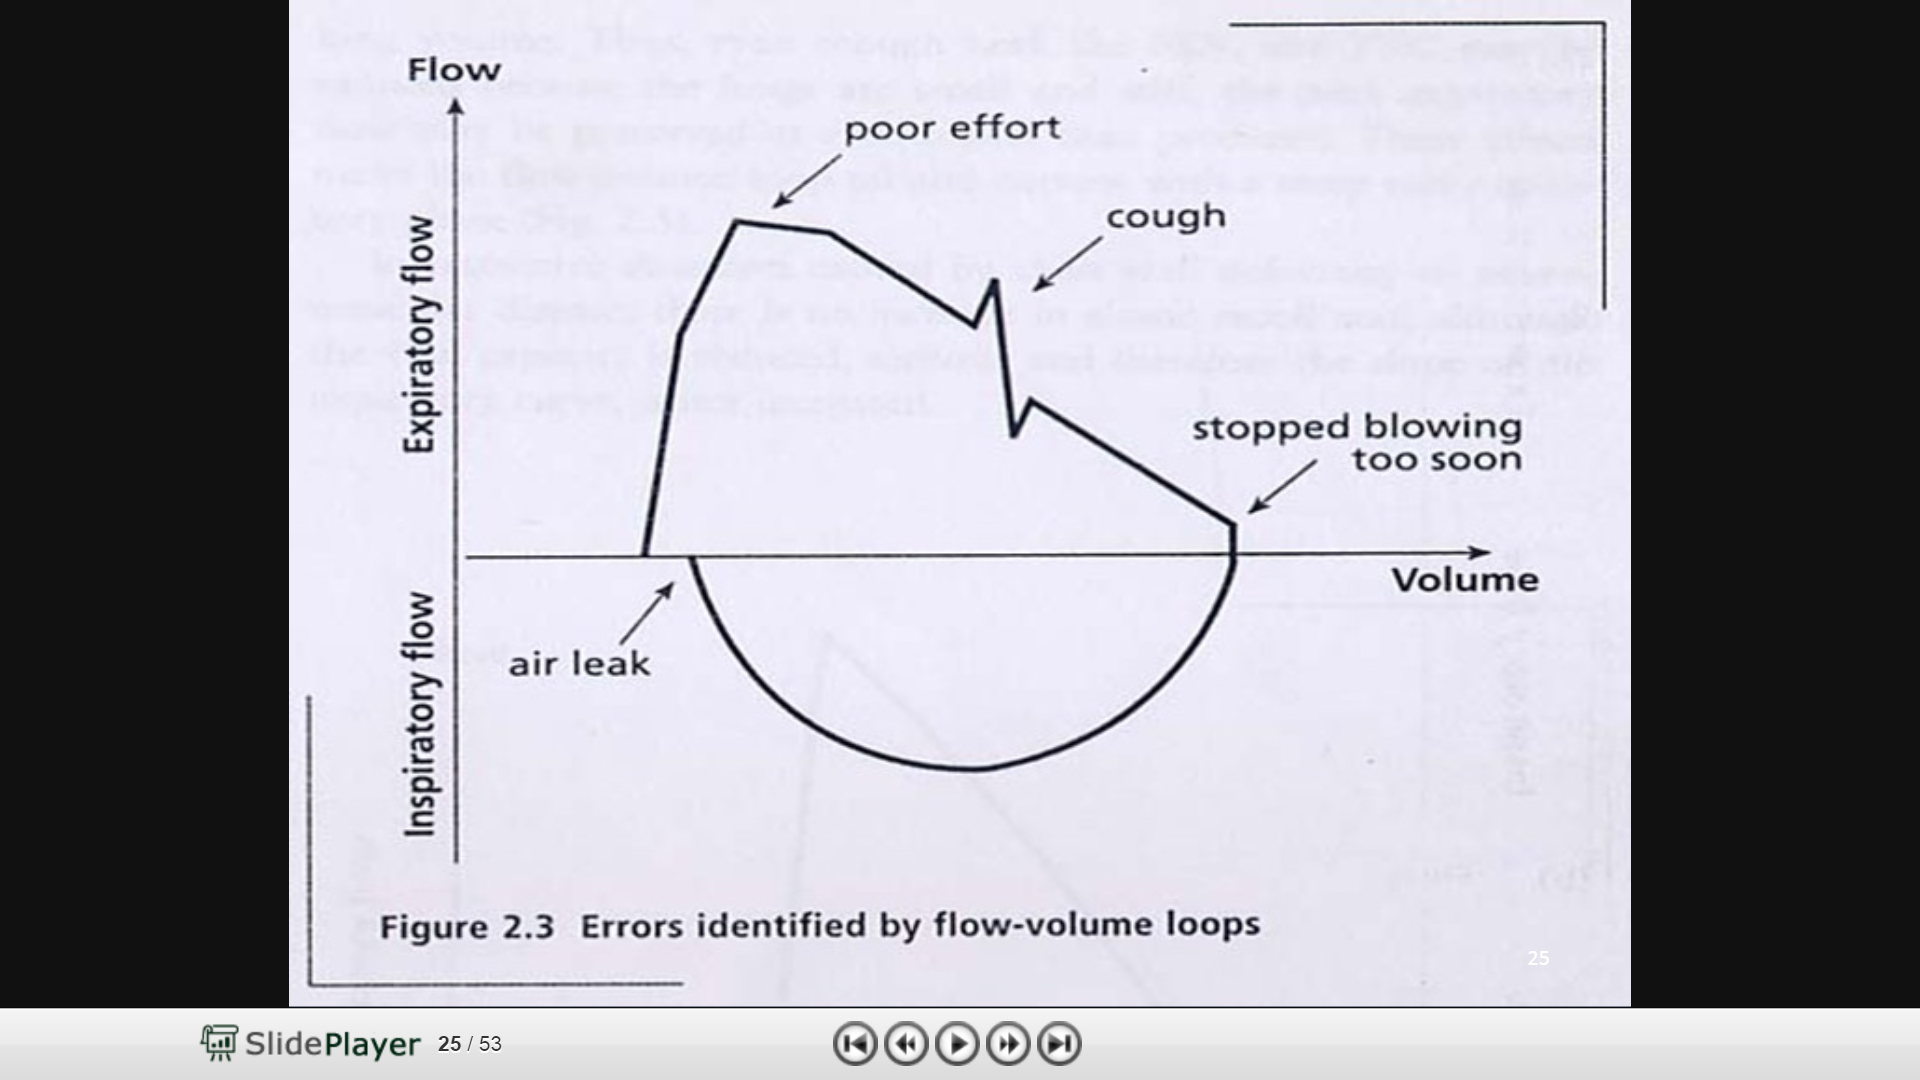 Flow
poor effort
cough
Expiratory flow
stopped blowing
too soon
Volume
air leak
Inspiratory flow
Figure 2.3 Errors identified by flow-volume loops
25
SlidePlayer 25 / 53